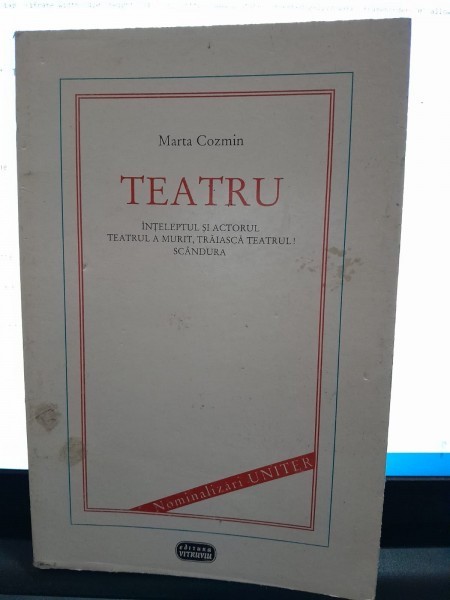 Marta Cozmin
TEATRU
ÎNȚELEPTUL ȘI ACTORUL
TEATRUL A MURIT, TRĂIASCĂ TEATRUL!
SCÂNDURA
Nominalizări UNITER
editura
VITRUVIU